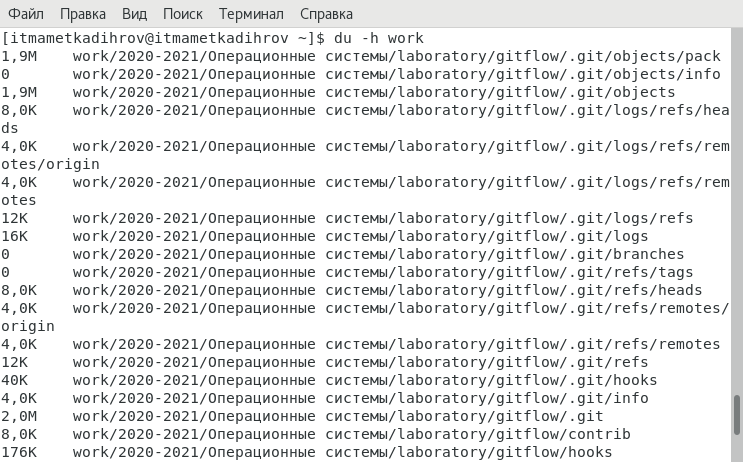 Файл Правка Вид Поиск Терминал Справка
[itmametkadihrov@itmametkadihrov ~]$ du -h work
1,9M    work/2020-2021/Операционные системы/laboratory/gitflow/.git/objects/pack
0       work/2020-2021/Операционные системы/laboratory/gitflow/.git/objects/info
1,9M    work/2020-2021/Операционные системы/laboratory/gitflow/.git/objects
8,0K    work/2020-2021/Операционные системы/laboratory/gitflow/.git/logs/refs/hea
ds
4,0K    work/2020-2021/Операционные системы/laboratory/gitflow/.git/logs/refs/rem
otes/origin
4,0K    work/2020-2021/Операционные системы/laboratory/gitflow/.git/logs/refs/rem
otes
12K     work/2020-2021/Операционные системы/laboratory/gitflow/.git/logs/refs
16K     work/2020-2021/Операционные системы/laboratory/gitflow/.git/logs
0       work/2020-2021/Операционные системы/laboratory/gitflow/.git/branches
0       work/2020-2021/Операционные системы/laboratory/gitflow/.git/refs/tags
8,0K    work/2020-2021/Операционные системы/laboratory/gitflow/.git/refs/heads
4,0K    work/2020-2021/Операционные системы/laboratory/gitflow/.git/refs/remotes/
origin
4,0K    work/2020-2021/Операционные системы/laboratory/gitflow/.git/refs/remotes
12K     work/2020-2021/Операционные системы/laboratory/gitflow/.git/refs
40K     work/2020-2021/Операционные системы/laboratory/gitflow/.git/hooks
4,0K    work/2020-2021/Операционные системы/laboratory/gitflow/.git/info
2,0M    work/2020-2021/Операционные системы/laboratory/gitflow/.git
8,0K    work/2020-2021/Операционные системы/laboratory/gitflow/contrib
176K    work/2020-2021/Операционные системы/laboratory/gitflow/hooks